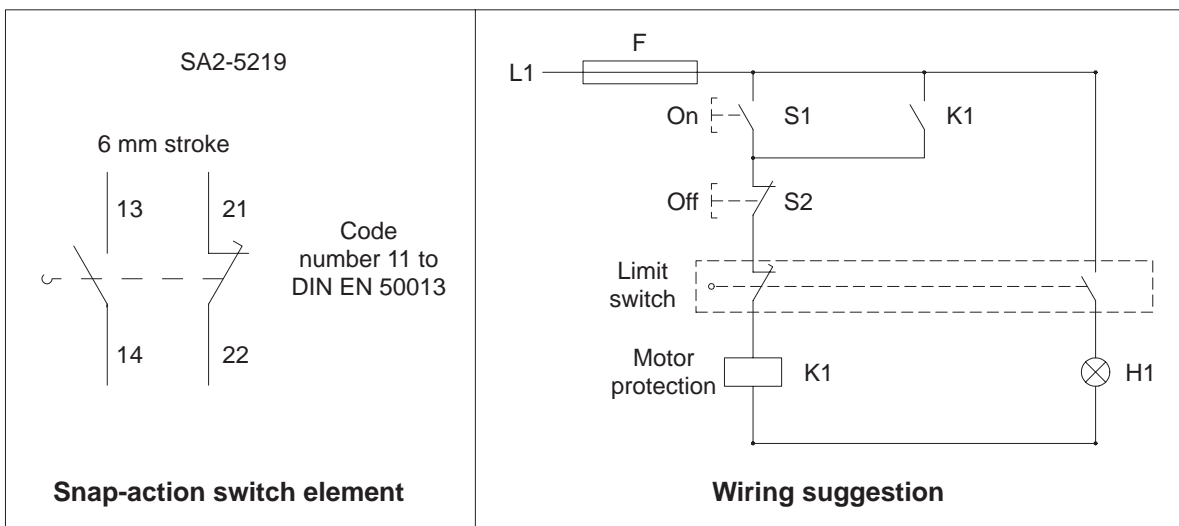 SA2-5219
6 mm stroke
13
21
14
22
Code
number 11 to
DIN EN 50013
Snap-action switch element
F
L1
On
S1
K1
Off
S2
Limit
switch
Motor
protection
K1
H1
Wiring suggestion